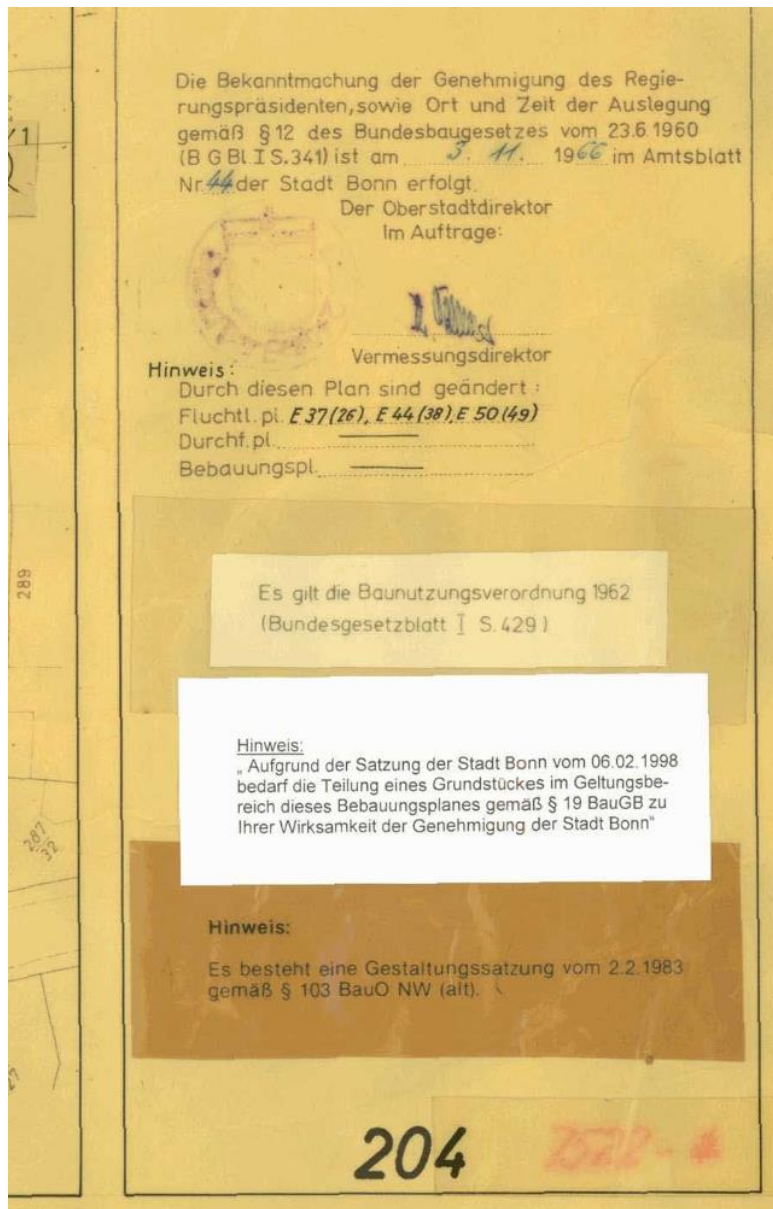 Die Bekanntmachung der Genehmigung des Regie-
rungspräsidenten, sowie Ort und Zeit der Auslegung
gemäß § 12 des Bundesbaugesetzes vom 23.6.1960
(B G Bl. I S.341) ist am 3. 11. 1966 im Amtsblatt
Nr. 44 der Stadt Bonn erfolgt.
Der Oberstadtdirektor
Im Auftrage:
Vermessungsdirektor
Hinweis:
Durch diesen Plan sind geändert:
Fluchtl. pl. E 37 (26), E 44 (38), E 50 (49)
Durchf. pl.
Bebauungspl.
Es gilt die Baunutzungsverordnung 1962
(Bundesgesetzblatt I S. 429)
Hinweis:
„ Aufgrund der Satzung der Stadt Bonn vom 06.02.1998
bedarf die Teilung eines Grundstückes im Geltungsbe-
reich dieses Bebauungsplanes gemäß § 19 BauGB zu
Ihrer Wirksamkeit der Genehmigung der Stadt Bonn“
Hinweis:
Es besteht eine Gestaltungssatzung vom 2.2.1983
gemäß § 103 BauO NW (alt).
204
289
287
32